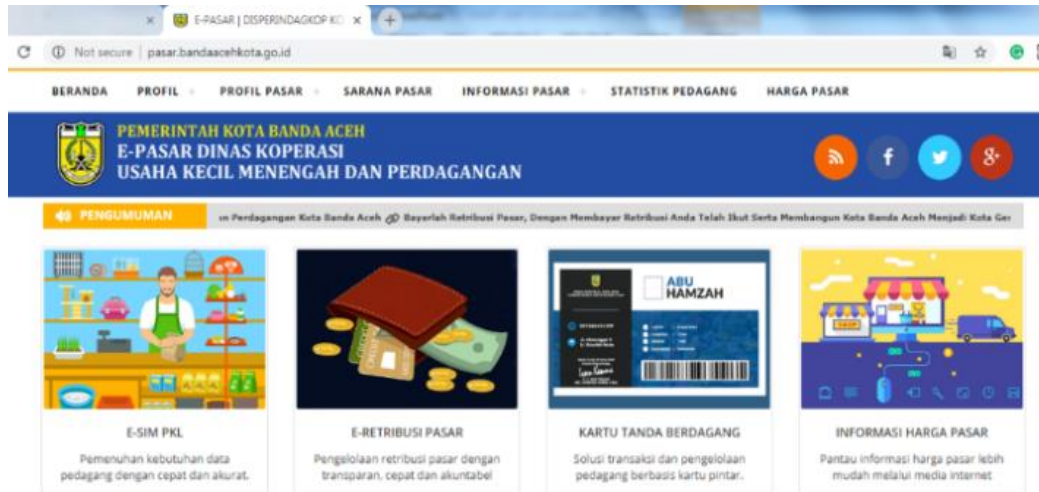 E-PASAR | DISPERINDAGKOP KO
Not secure | pasar.bandaacehkota.go.id
BERANDA PROFIL PROFIL PASAR SARANA PASAR INFORMASI PASAR STATISTIK PEDAGANG HARGA PASAR
PEMERINTAH KOTA BANDA ACEH
E-PASAR DINAS KOPERASI
USAHA KECIL MENENGAH DAN PERDAGANGAN
f
8+
PENGUMUMAN
Perdagangan Kota Banda Aceh Bayarlah Retribusi Pasar, Dengan Membayar Retribusi Anda Telah Ikut Serta Membangun Kota Banda Aceh Menjadi Kota Ge
CREDIT
SHOP
ABU
HAMZAH
E-SIM PKL
Pemenuhan kebutuhan data
pedagang dengan cepat dan akurat.
E-RETRIBUSI PASAR
Pengelolaan retribusi pasar dengan
transparan, cepat dan akuntabel
KARTU TANDA BERDAGANG
Solusi transaksi dan pengelolaan
pedagang berbasis kartu pintar.
INFORMASI HARGA PASAR
Pantau informasi harga pasar lebih
mudah melalui media internet